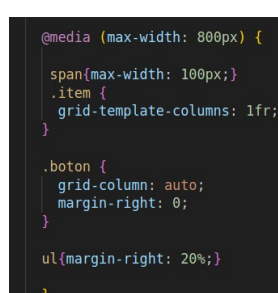 @media (max-width: 800px) {
span{max-width: 100px;}
.item {
grid-template-columns: 1fr;
}
.boton {
grid-column: auto;
margin-right: 0;
}
ul{margin-right: 20%;}
}